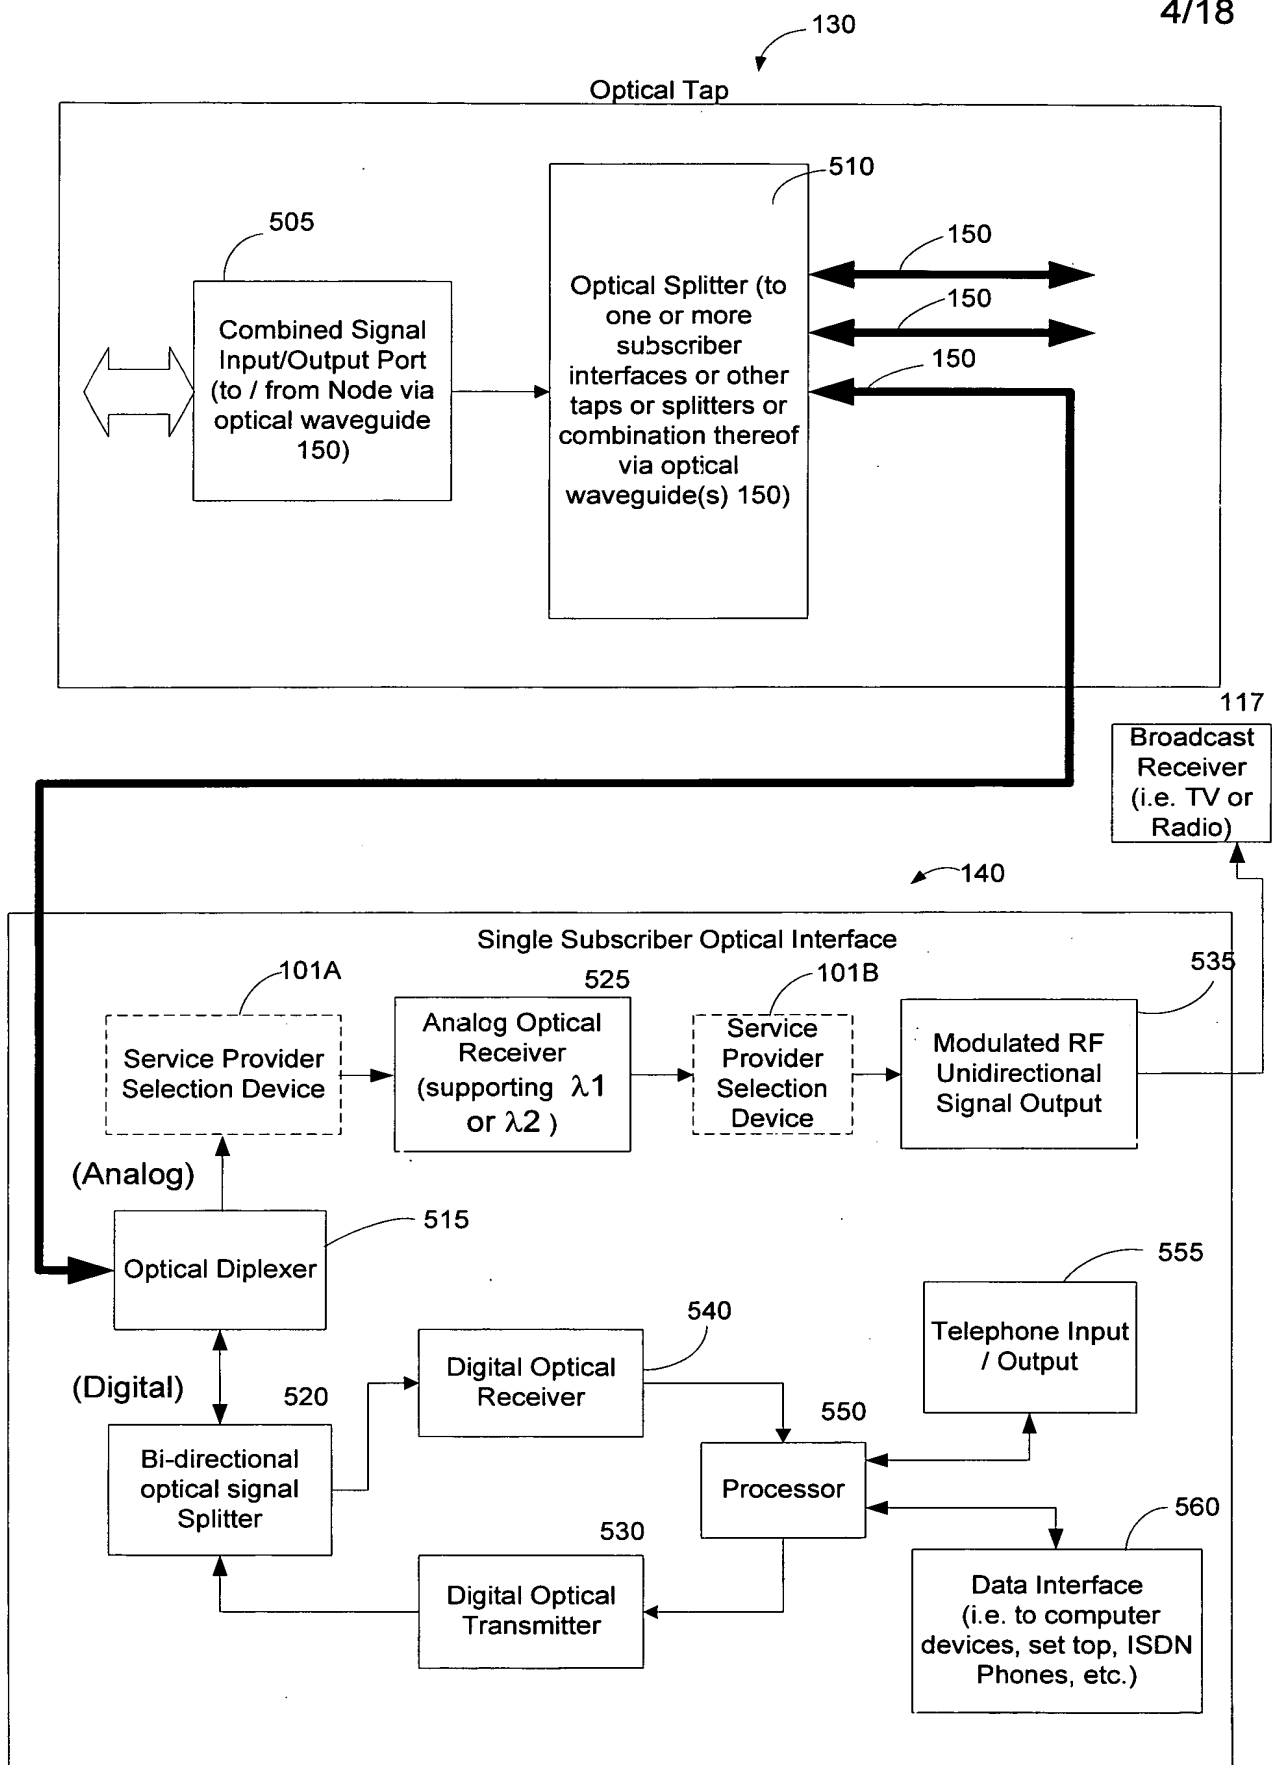 4/18
130
Optical Tap
510
505
150
Optical Splitter (to
one or more
subscriber
interfaces or other
taps or splitters or
combination thereof
via optical
waveguide(s) 150)
150
Combined Signal
Input/Output Port
(to / from Node via
optical waveguide
150)
150
117
Broadcast
Receiver
(i.e. TV or
Radio)
140
Single Subscriber Optical Interface
101A
525
101B
535
Service Provider
Selection Device
Analog Optical
Receiver
(supporting λ1
or λ2 )
Service
Provider
Selection
Device
Modulated RF
Unidirectional
Signal Output
(Analog)
515
Optical Diplexer
555
540
Telephone Input
/ Output
Digital Optical
Receiver
(Digital)
520
550
Bi-directional
optical signal
Splitter
Processor
530
560
Digital Optical
Transmitter
Data Interface
(i.e. to computer
devices, set top, ISDN
Phones, etc.)